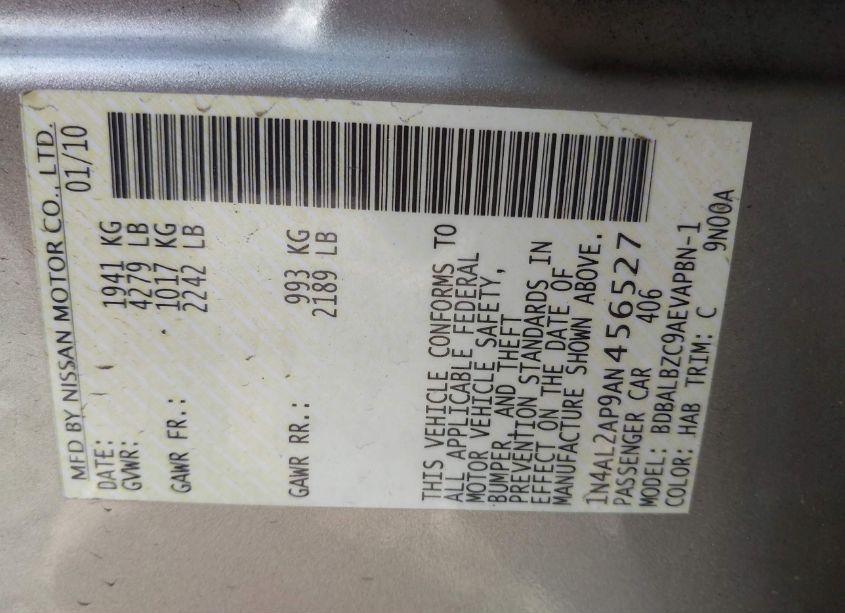 MFD BY NISSAN MOTOR CO., LTD.
DATE: 01/10
GVWR: 1941 KG
4279 LB
GAWR FR.: 1017 KG
2242 LB
GAWR RR.: 993 KG
2189 LB
THIS VEHICLE CONFORMS TO
ALL APPLICABLE FEDERAL
MOTOR VEHICLE SAFETY,
BUMPER, AND THEFT
PREVENTION STANDARDS IN
EFFECT ON THE DATE OF
MANUFACTURE SHOWN ABOVE.
1N4AL2AP9AN456527
PASSENGER CAR 406
MODEL: BDBALBZC9AEVAPBN-1
COLOR: HAB TRIM: C 9N00A